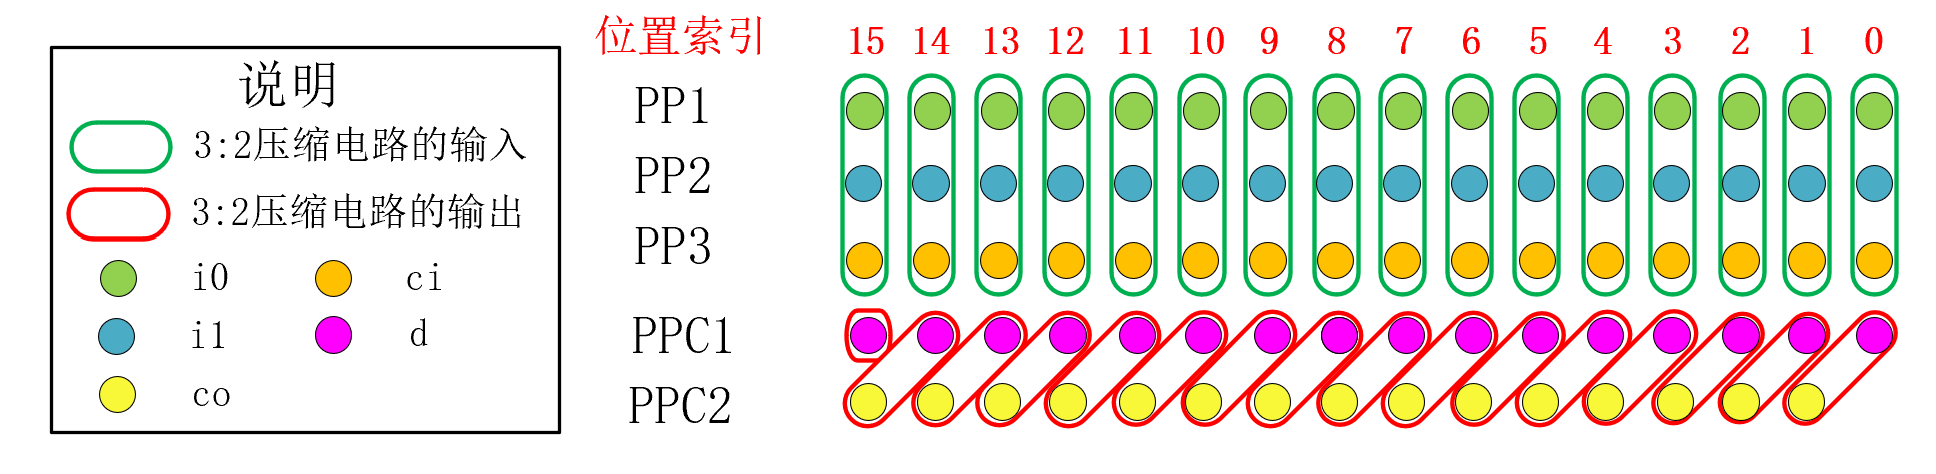 位置索引 15 14 13 12 11 10 9 8 7 6 5 4 3 2 1 0
说明
3:2压缩电路的输入
3:2压缩电路的输出
i0 ci
i1 d
co
PP1
PP2
PP3
PPC1
PPC2